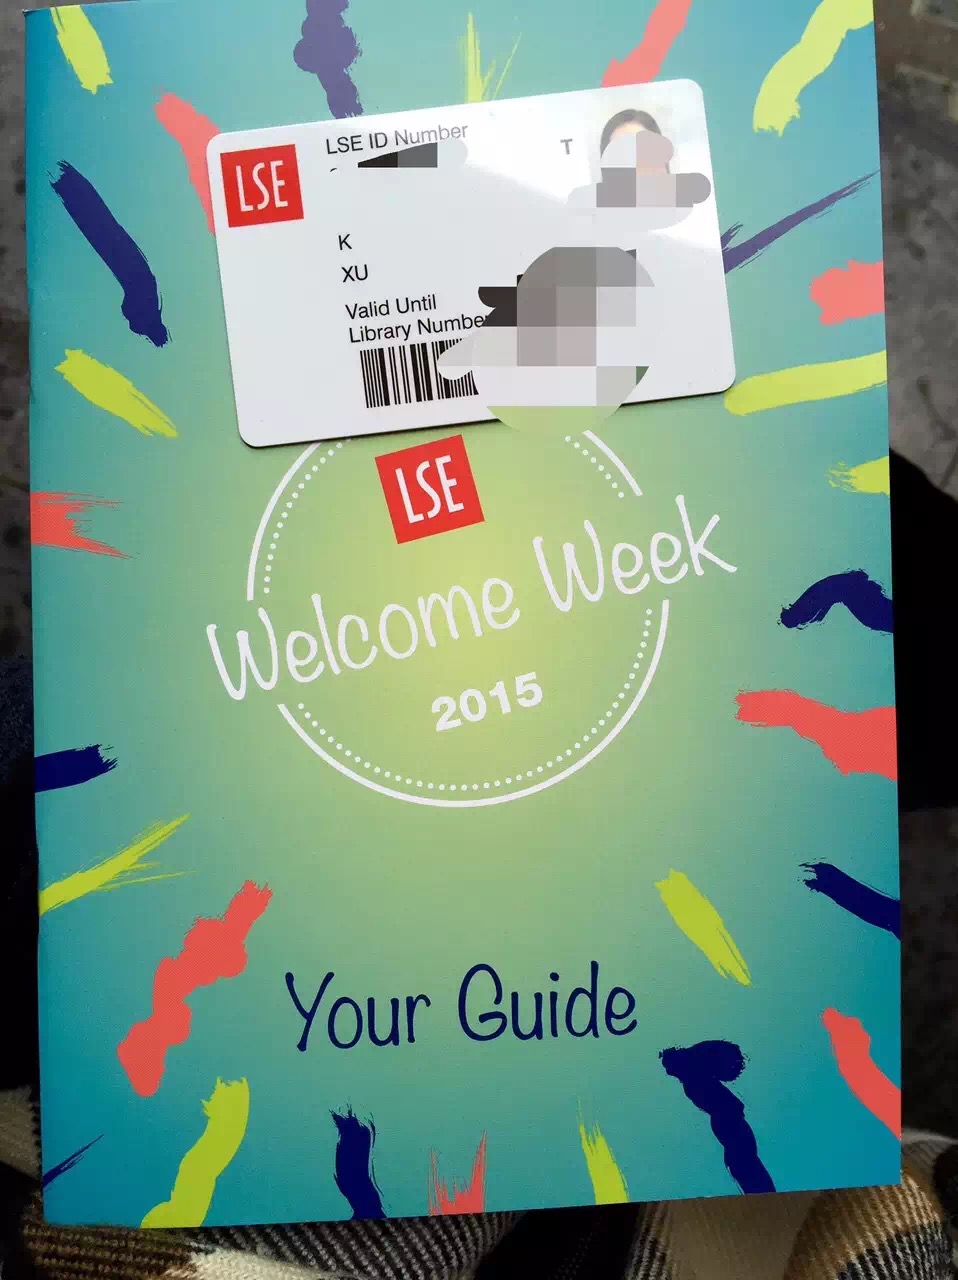 LSE
LSE ID Number
T
K
XU
Valid Until
Library Number
LSE
Welcome Week
2015
Your Guide